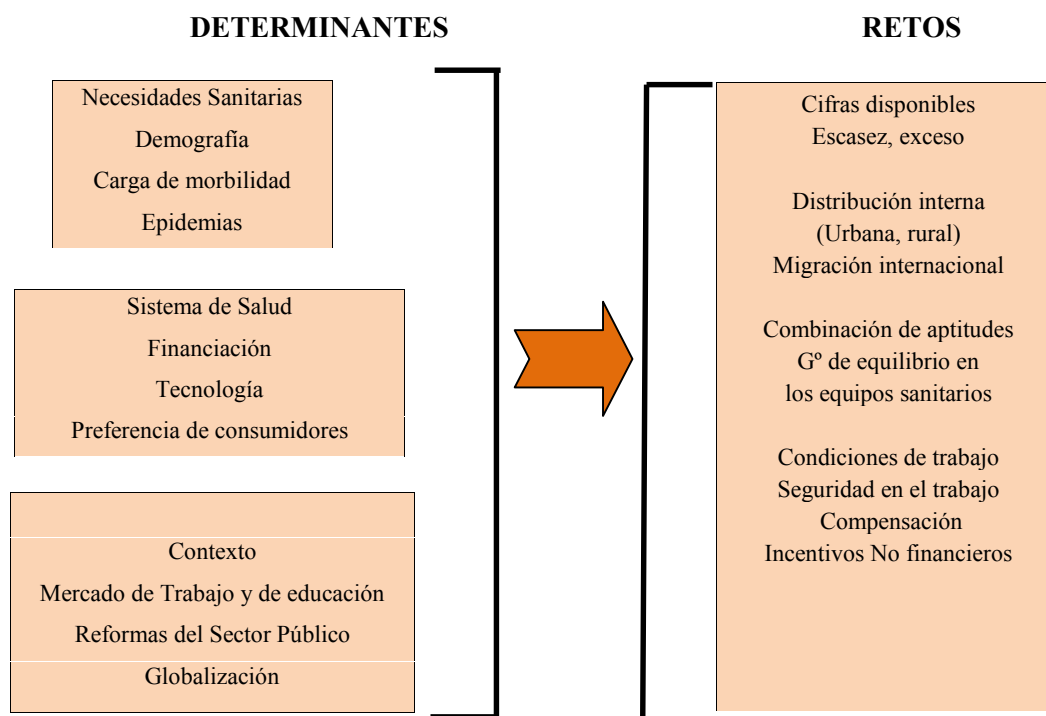 DETERMINANTES
Necesidades Sanitarias
Demografía
Carga de morbilidad
Epidemias
Sistema de Salud
Financiación
Tecnología
Preferencia de consumidores
Contexto
Mercado de Trabajo y de educación
Reformas del Sector Público
Globalización
RETOS
Cifras disponibles
Escasez, exceso
Distribución interna
(Urbana, rural)
Migración internacional
Combinación de aptitudes
Gº de equilibrio en
los equipos sanitarios
Condiciones de trabajo
Seguridad en el trabajo
Compensación
Incentivos No financieros